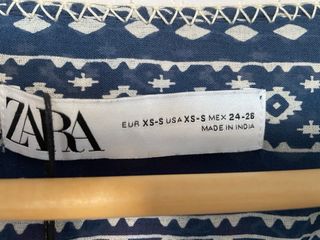 ZARA
EUR XS-S USA XS-S MEX 24-26
MADE IN INDIA